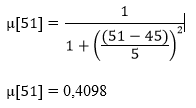 μ[51] = 1 / (1 + ((51 − 45) / 5)²)
μ[51] = 0,4098